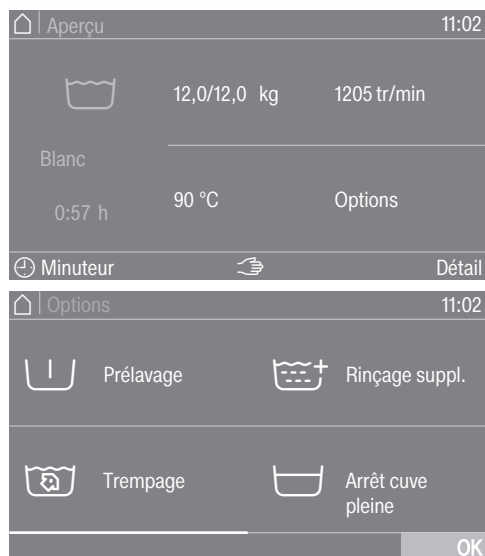 Aperçu 11:02
12,0/12,0 kg 1205 tr/min
Blanc
90 °C Options
0:57 h
Minuteur Détail
Options 11:02
Prélavage Rinçage suppl.
Trempage Arrêt cuve
pleine
OK